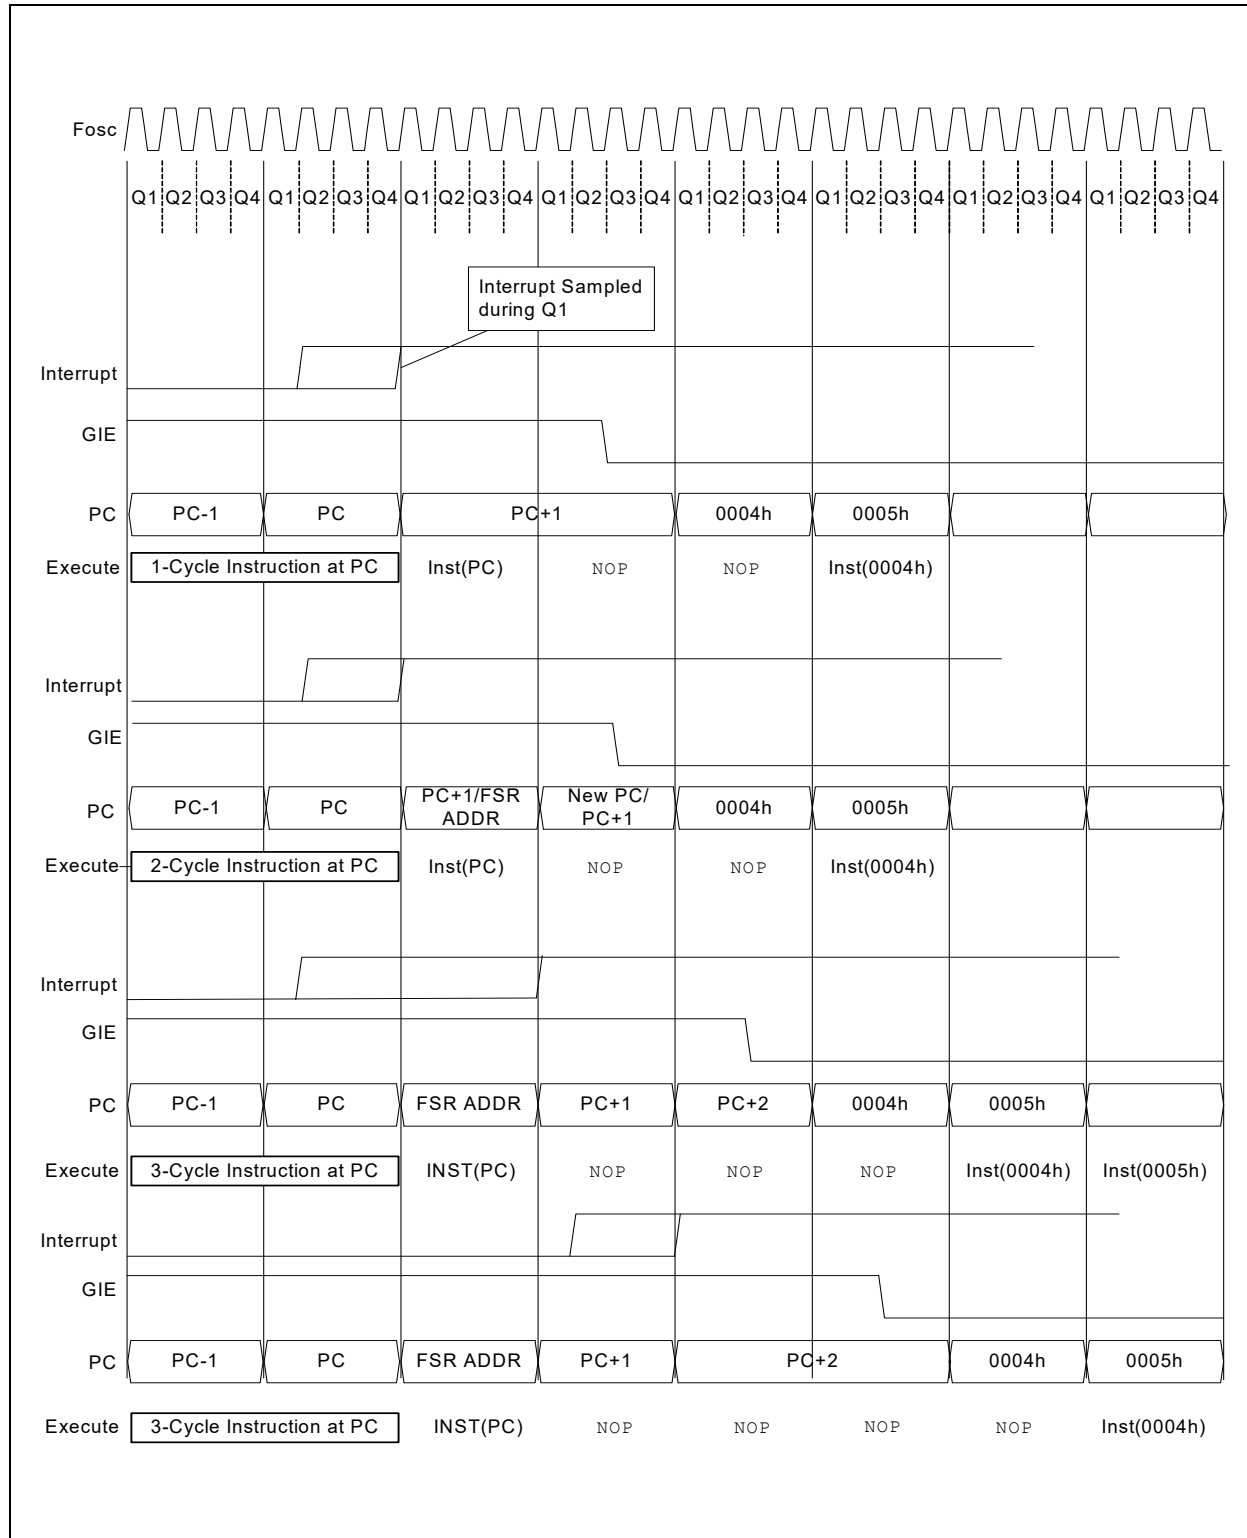 Fosc
Q1 Q2 Q3 Q4 Q1 Q2 Q3 Q4 Q1 Q2 Q3 Q4 Q1 Q2 Q3 Q4 Q1 Q2 Q3 Q4 Q1 Q2 Q3 Q4 Q1 Q2 Q3 Q4 Q1 Q2 Q3 Q4
Interrupt Sampled
during Q1
Interrupt
GIE
PC PC-1 PC PC+1 0004h 0005h
Execute 1-Cycle Instruction at PC Inst(PC) NOP NOP Inst(0004h)
Interrupt
GIE
PC PC-1 PC PC+1/FSR ADDR New PC/ PC+1 0004h 0005h
Execute 2-Cycle Instruction at PC Inst(PC) NOP NOP Inst(0004h)
Interrupt
GIE
PC PC-1 PC FSR ADDR PC+1 PC+2 0004h 0005h
Execute 3-Cycle Instruction at PC INST(PC) NOP NOP NOP Inst(0004h) Inst(0005h)
Interrupt
GIE
PC PC-1 PC FSR ADDR PC+1 PC+2 0004h 0005h
Execute 3-Cycle Instruction at PC INST(PC) NOP NOP NOP NOP Inst(0004h)